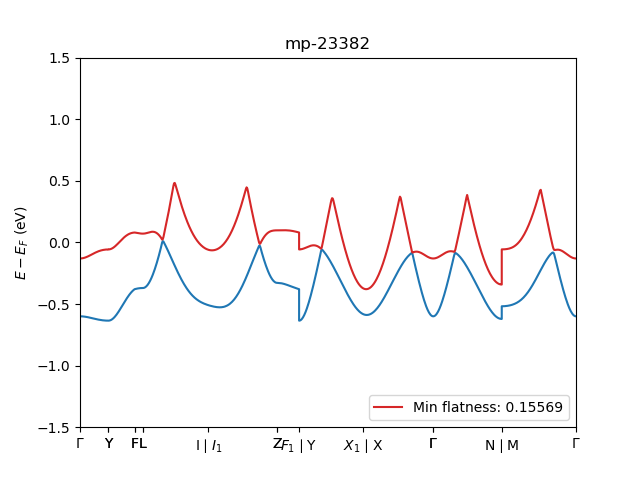 mp-23382
1.5
1.0
0.5
0.0
−0.5
−1.0
−1.5
E − E_F (eV)
Γ Y F L I | I₁ Z F₁ | Y X₁ | X Γ N | M Γ
Min flatness: 0.15569